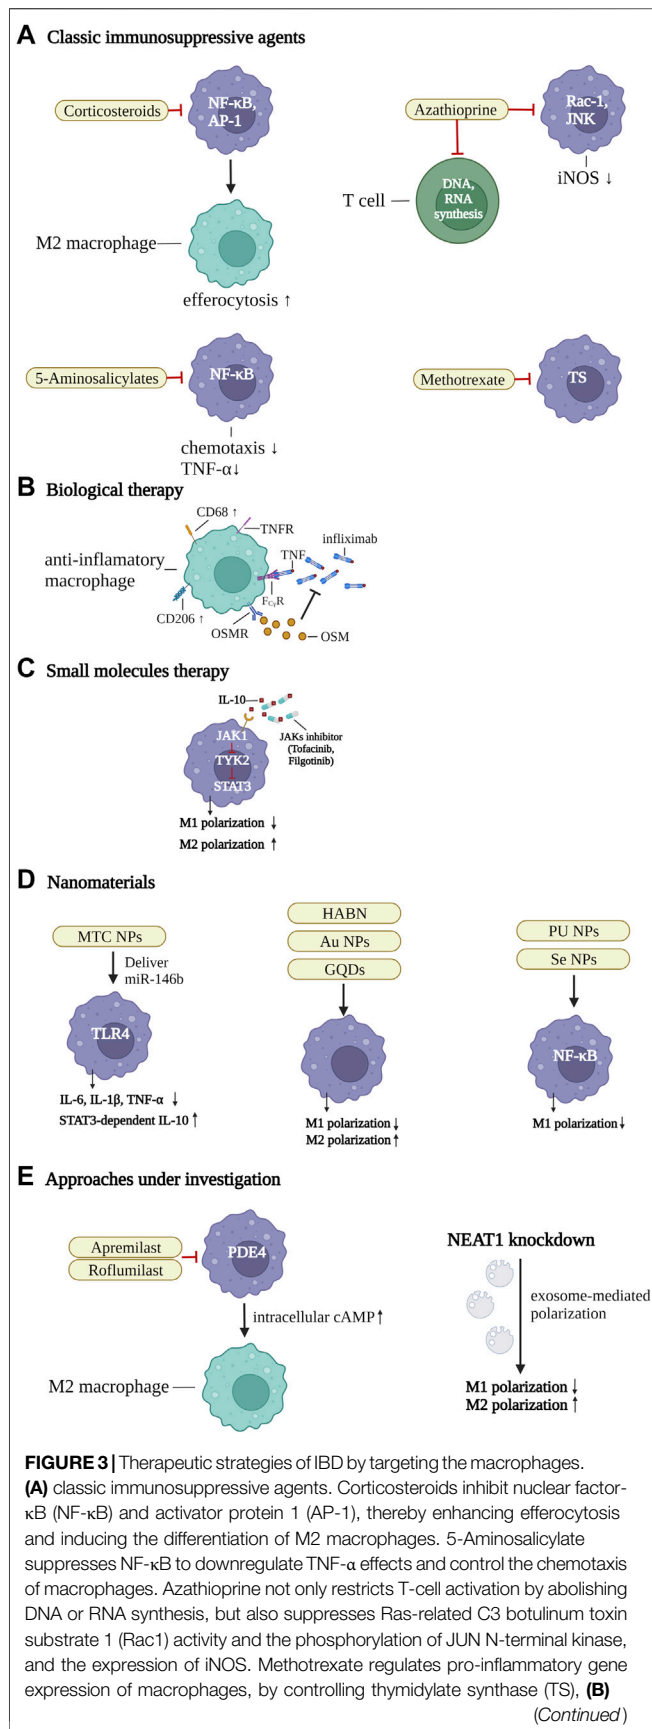 A Classic immunosuppressive agents
Corticosteroids
NF-κB,
AP-1
M2 macrophage
efferocytosis ↑
Azathioprine
Rac-1,
JNK
iNOS ↓
T cell
DNA,
RNA
synthesis
5-Aminosalicylates
NF-κB
chemotaxis ↓
TNF-α↓
Methotrexate
TS
B Biological therapy
CD68 ↑
TNFR
anti-inflamatory
macrophage
TNF
infliximab
FcγR
CD206 ↑
OSMR
OSM
C Small molecules therapy
IL-10
JAK1
TYK2
STAT3
JAKs inhibitor
(Tofacinib,
Filgotinib)
M1 polarization ↓
M2 polarization ↑
D Nanomaterials
MTC NPs
Deliver
miR-146b
TLR4
IL-6, IL-1β, TNF-α ↓
STAT3-dependent IL-10 ↑
HABN
Au NPs
GQDs
M1 polarization ↓
M2 polarization ↑
PU NPs
Se NPs
NF-κB
M1 polarization ↓
E Approaches under investigation
Apremilast
Roflumilast
PDE4
intracellular cAMP ↑
M2 macrophage
NEAT1 knockdown
exosome-mediated
polarization
M1 polarization ↓
M2 polarization ↑
FIGURE 3 | Therapeutic strategies of IBD by targeting the macrophages.
(A) classic immunosuppressive agents. Corticosteroids inhibit nuclear factor-
κB (NF-κB) and activator protein 1 (AP-1), thereby enhancing efferocytosis
and inducing the differentiation of M2 macrophages. 5-Aminosalicylate
suppresses NF-κB to downregulate TNF-α effects and control the chemotaxis
of macrophages. Azathioprine not only restricts T-cell activation by abolishing
DNA or RNA synthesis, but also suppresses Ras-related C3 botulinum toxin
substrate 1 (Rac1) activity and the phosphorylation of JUN N-terminal kinase,
and the expression of iNOS. Methotrexate regulates pro-inflammatory gene
expression of macrophages, by controlling thymidylate synthase (TS), (B)
(Continued)